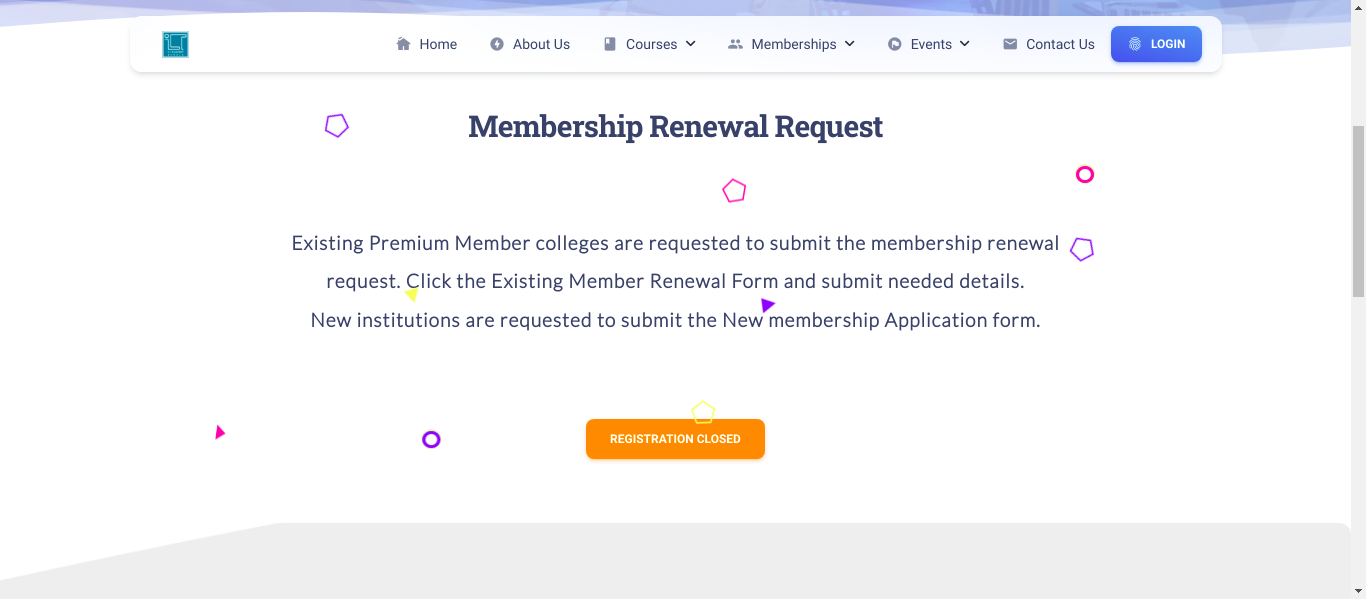 Home
About Us
Courses
Memberships
Events
Contact Us
LOGIN
Membership Renewal Request
Existing Premium Member colleges are requested to submit the membership renewal
request. Click the Existing Member Renewal Form and submit needed details.
New institutions are requested to submit the New membership Application form.
REGISTRATION CLOSED